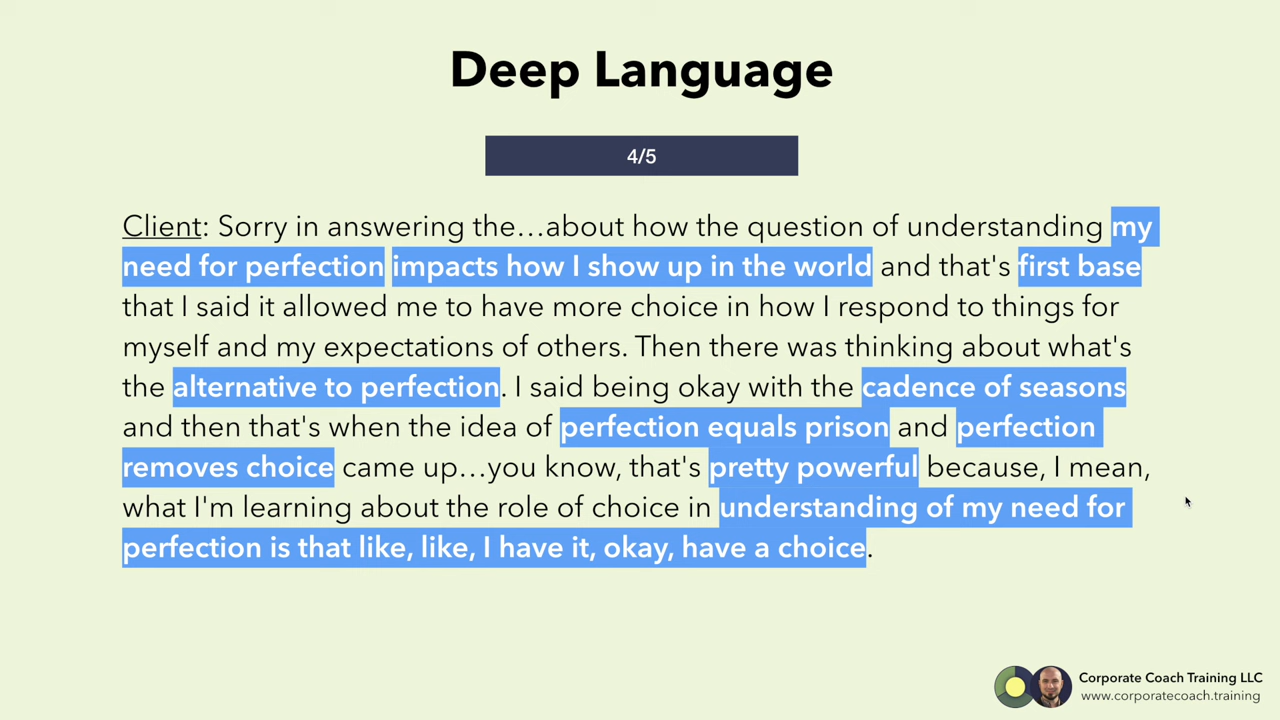 Deep Language
4/5
Client: Sorry in answering the…about how the question of understanding my
need for perfection impacts how I show up in the world and that's first base
that I said it allowed me to have more choice in how I respond to things for
myself and my expectations of others. Then there was thinking about what's
the alternative to perfection. I said being okay with the cadence of seasons
and then that's when the idea of perfection equals prison and perfection
removes choice came up…you know, that's pretty powerful because, I mean,
what I'm learning about the role of choice in understanding of my need for
perfection is that like, like, I have it, okay, have a choice.
Corporate Coach Training LLC
www.corporatecoach.training